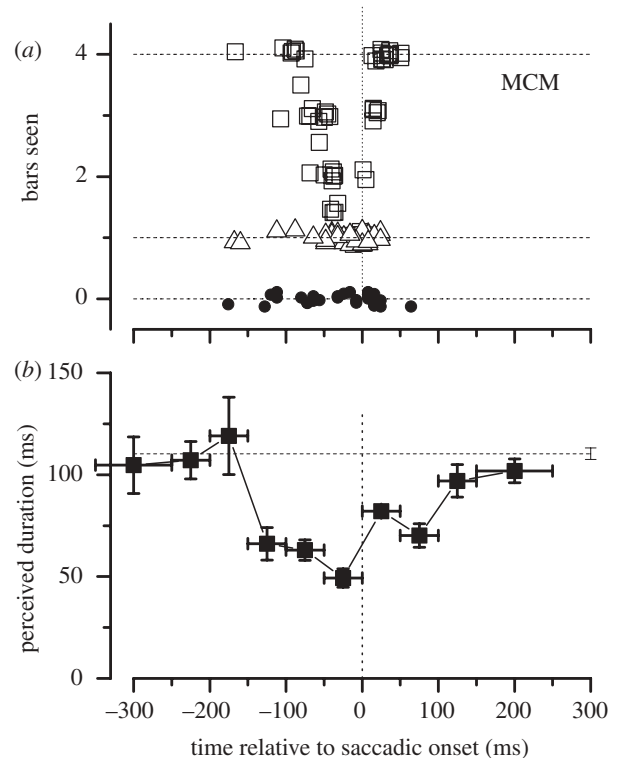 (a)
4
MCM
bars seen
2
0
(b)
150
perceived duration (ms)
100
50
0
−300 −200 −100 0 100 200 300
time relative to saccadic onset (ms)